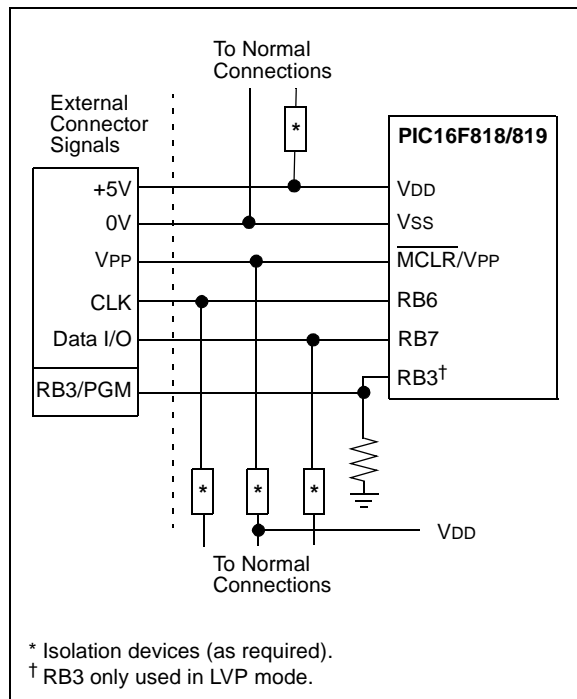 To Normal
Connections
External
Connector
Signals
*
PIC16F818/819
+5V
VDD
0V
VSS
VPP
MCLR/VPP
CLK
RB6
Data I/O
RB7
RB3/PGM
RB3†
*
*
*
VDD
To Normal
Connections
* Isolation devices (as required).
† RB3 only used in LVP mode.